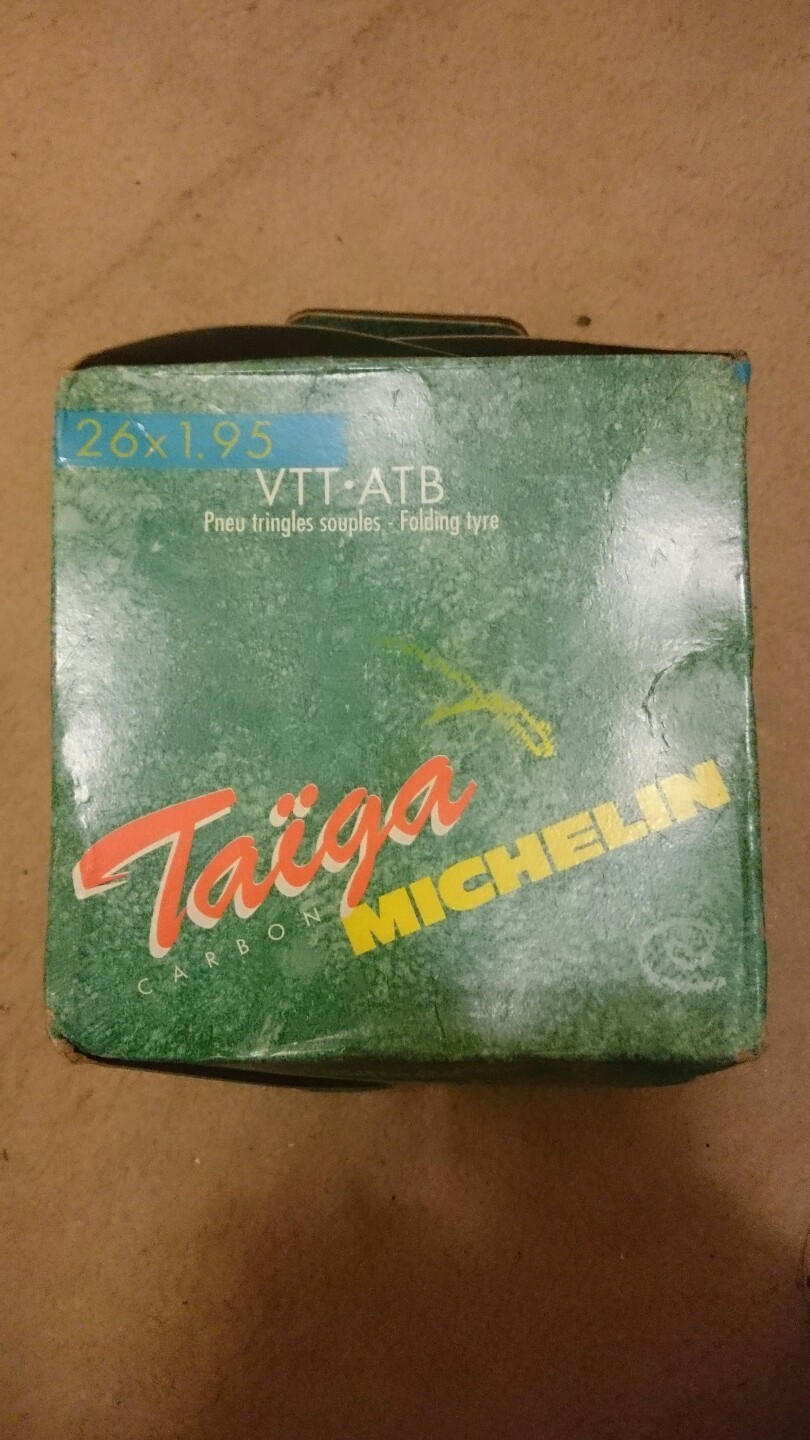 26x1.95
VTT·ATB
Pneu tringles souples - Folding tyre
Taïga
CARBON
MICHELIN